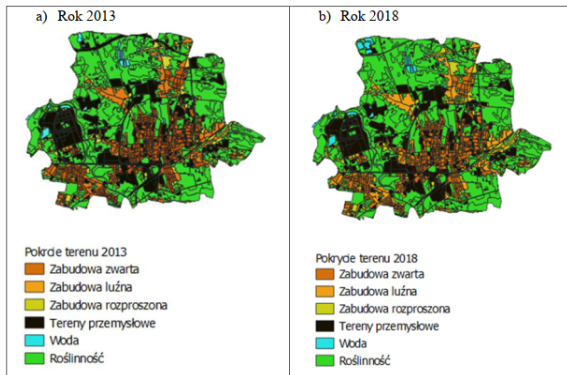 a) Rok 2013
b) Rok 2018
Pokrcie terenu 2013
Zabudowa zwarta
Zabudowa luźna
Zabudowa rozproszona
Tereny przemysłowe
Woda
Roślinność
Pokrycie terenu 2018
Zabudowa zwarta
Zabudowa luźna
Zabudowa rozproszona
Tereny przemysłowe
Woda
Roślinność